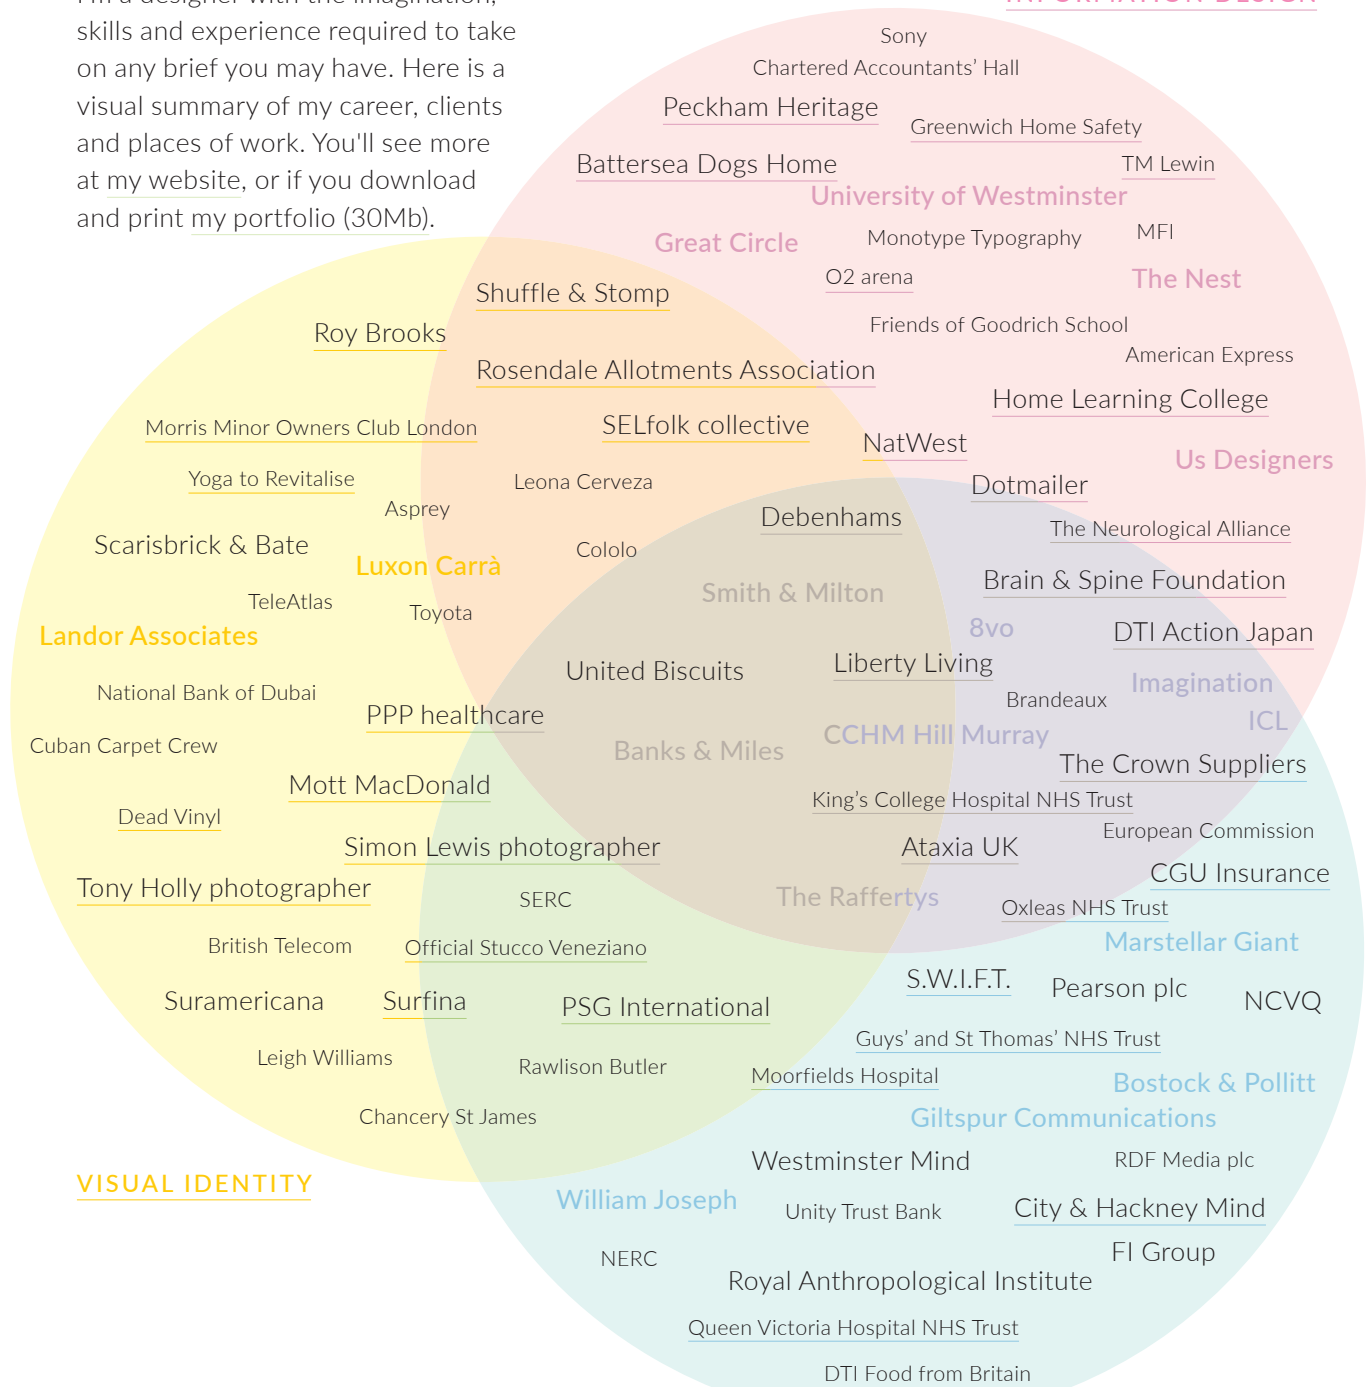 I'm a designer with the imagination,
skills and experience required to take
on any brief you may have. Here is a
visual summary of my career, clients
and places of work. You'll see more
at my website, or if you download
and print my portfolio (30Mb).
INFORMATION DESIGN
Sony
Chartered Accountants’ Hall
Peckham Heritage
Greenwich Home Safety
Battersea Dogs Home
TM Lewin
University of Westminster
Great Circle
Monotype Typography
MFI
O2 arena
The Nest
Shuffle & Stomp
Friends of Goodrich School
Roy Brooks
American Express
Rosendale Allotments Association
Home Learning College
Morris Minor Owners Club London
SELfolk collective
NatWest
Us Designers
Yoga to Revitalise
Leona Cerveza
Dotmailer
Asprey
Debenhams
The Neurological Alliance
Scarisbrick & Bate
Cololo
Luxon Carrà
Brain & Spine Foundation
TeleAtlas
Toyota
Smith & Milton
Landor Associates
8vo
DTI Action Japan
United Biscuits
Liberty Living
National Bank of Dubai
Brandeaux
Imagination
PPP healthcare
ICL
Cuban Carpet Crew
Banks & Miles
CCHM Hill Murray
Mott MacDonald
The Crown Suppliers
Dead Vinyl
King’s College Hospital NHS Trust
European Commission
Simon Lewis photographer
Ataxia UK
CGU Insurance
Tony Holly photographer
SERC
The Raffertys
Oxleas NHS Trust
British Telecom
Official Stucco Veneziano
Marstellar Giant
S.W.I.F.T.
Pearson plc
Suramericana
Surfina
PSG International
NCVQ
Guys’ and St Thomas’ NHS Trust
Leigh Williams
Rawlison Butler
Moorfields Hospital
Bostock & Pollitt
Chancery St James
Giltspur Communications
Westminster Mind
RDF Media plc
VISUAL IDENTITY
William Joseph
Unity Trust Bank
City & Hackney Mind
NERC
FI Group
Royal Anthropological Institute
Queen Victoria Hospital NHS Trust
DTI Food from Britain